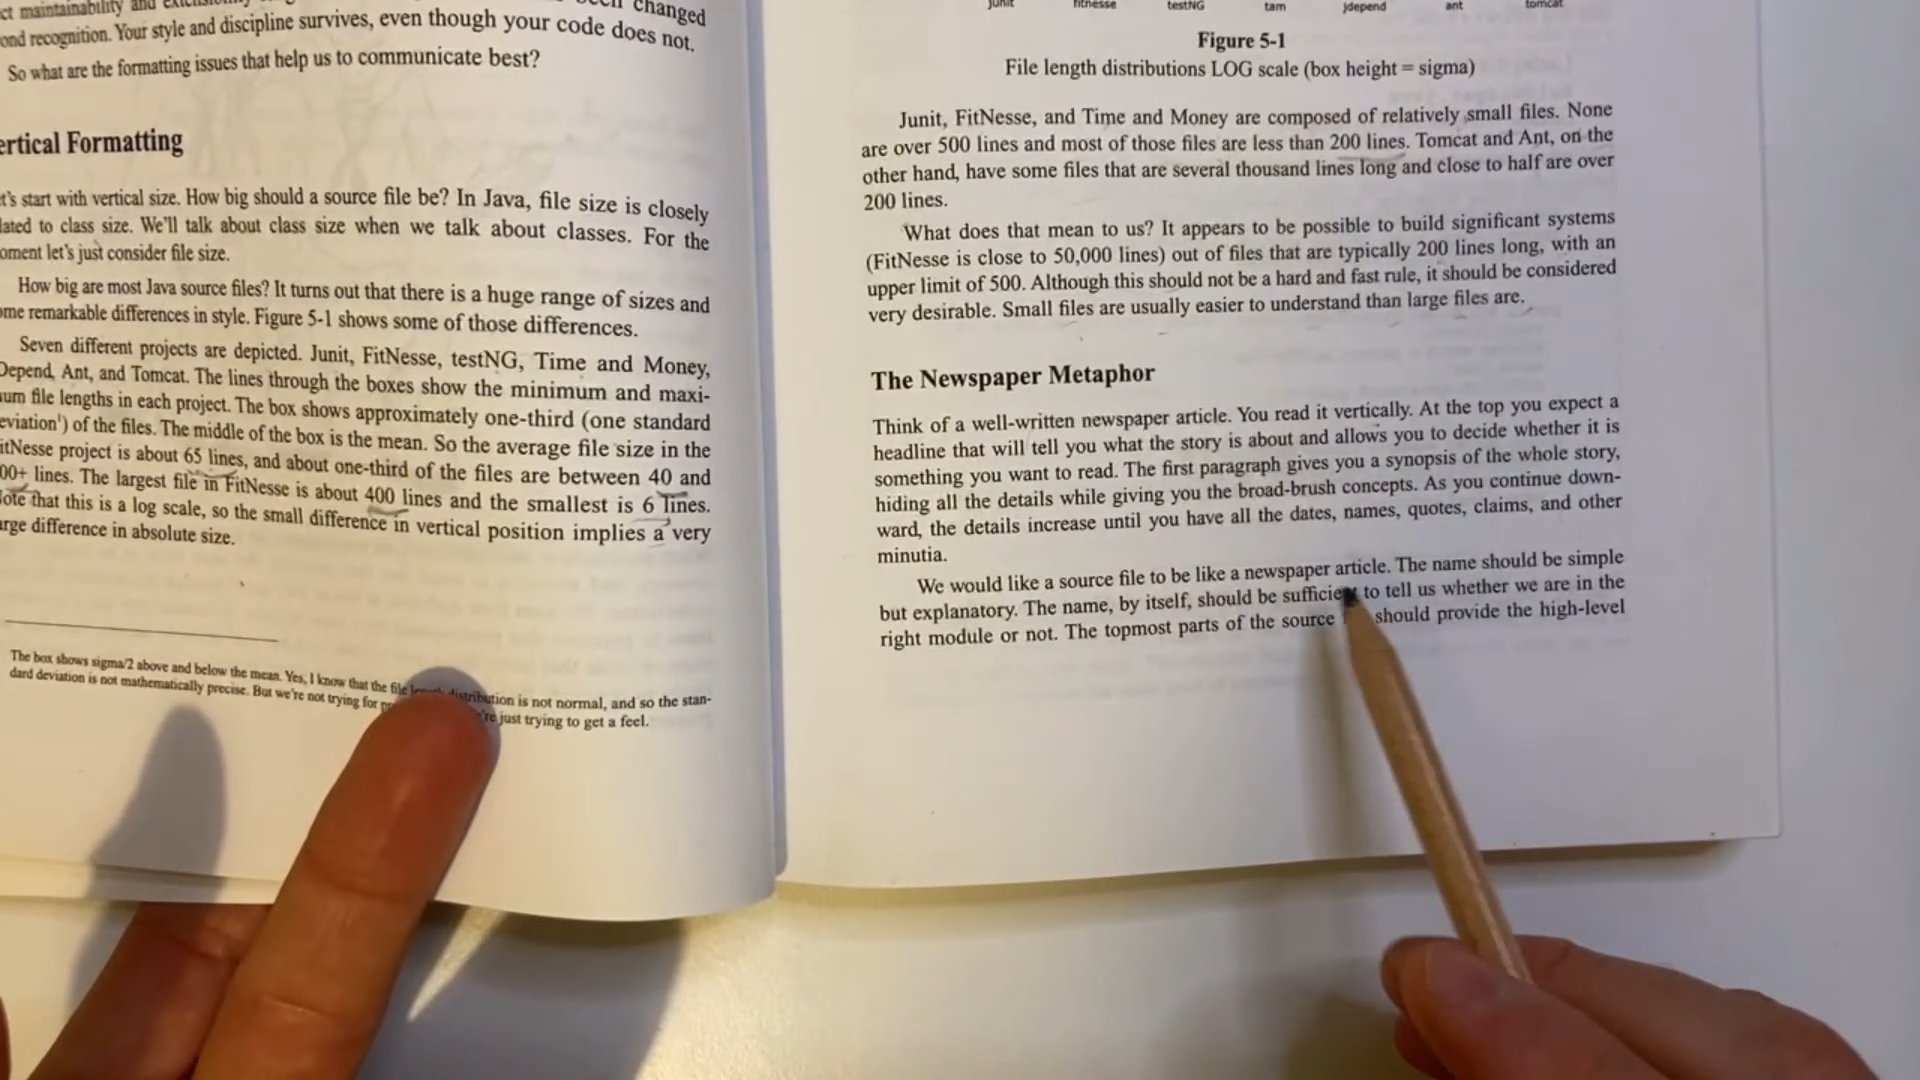 ct maintainability and
been changed
ond recognition. Your style and discipline survives, even though your code does not.
So what are the formatting issues that help us to communicate best?
ertical Formatting
t's start with vertical size. How big should a source file be? In Java, file size is closely
lated to class size. We'll talk about class size when we talk about classes. For the
oment let's just consider file size.
How big are most Java source files? It turns out that there is a huge range of sizes and
ome remarkable differences in style. Figure 5-1 shows some of those differences.
Seven different projects are depicted. Junit, FitNesse, testNG, Time and Money,
Depend, Ant, and Tomcat. The lines through the boxes show the minimum and maxi-
um file lengths in each project. The box shows approximately one-third (one standard
eviation¹) of the files. The middle of the box is the mean. So the average file size in the
itNesse project is about 65 lines, and about one-third of the files are between 40 and
00+ lines. The largest file in FitNesse is about 400 lines and the smallest is 6 lines.
ote that this is a log scale, so the small difference in vertical position implies a very
arge difference in absolute size.
The box shows sigma/2 above and below the mean. Yes, I know that the file distribution is not normal, and so the stan-
dard deviation is not mathematically precise. But we're not trying for just trying to get a feel.
junit fitnesse testNG tam jdepend ant tomcat
Figure 5-1
File length distributions LOG scale (box height = sigma)
Junit, FitNesse, and Time and Money are composed of relatively small files. None
are over 500 lines and most of those files are less than 200 lines. Tomcat and Ant, on the
other hand, have some files that are several thousand lines long and close to half are over
200 lines.
What does that mean to us? It appears to be possible to build significant systems
(FitNesse is close to 50,000 lines) out of files that are typically 200 lines long, with an
upper limit of 500. Although this should not be a hard and fast rule, it should be considered
very desirable. Small files are usually easier to understand than large files are.
The Newspaper Metaphor
Think of a well-written newspaper article. You read it vertically. At the top you expect a
headline that will tell you what the story is about and allows you to decide whether it is
something you want to read. The first paragraph gives you a synopsis of the whole story,
hiding all the details while giving you the broad-brush concepts. As you continue down-
ward, the details increase until you have all the dates, names, quotes, claims, and other
minutia.
We would like a source file to be like a newspaper article. The name should be simple
but explanatory. The name, by itself, should be sufficient to tell us whether we are in the
right module or not. The topmost parts of the source should provide the high-level